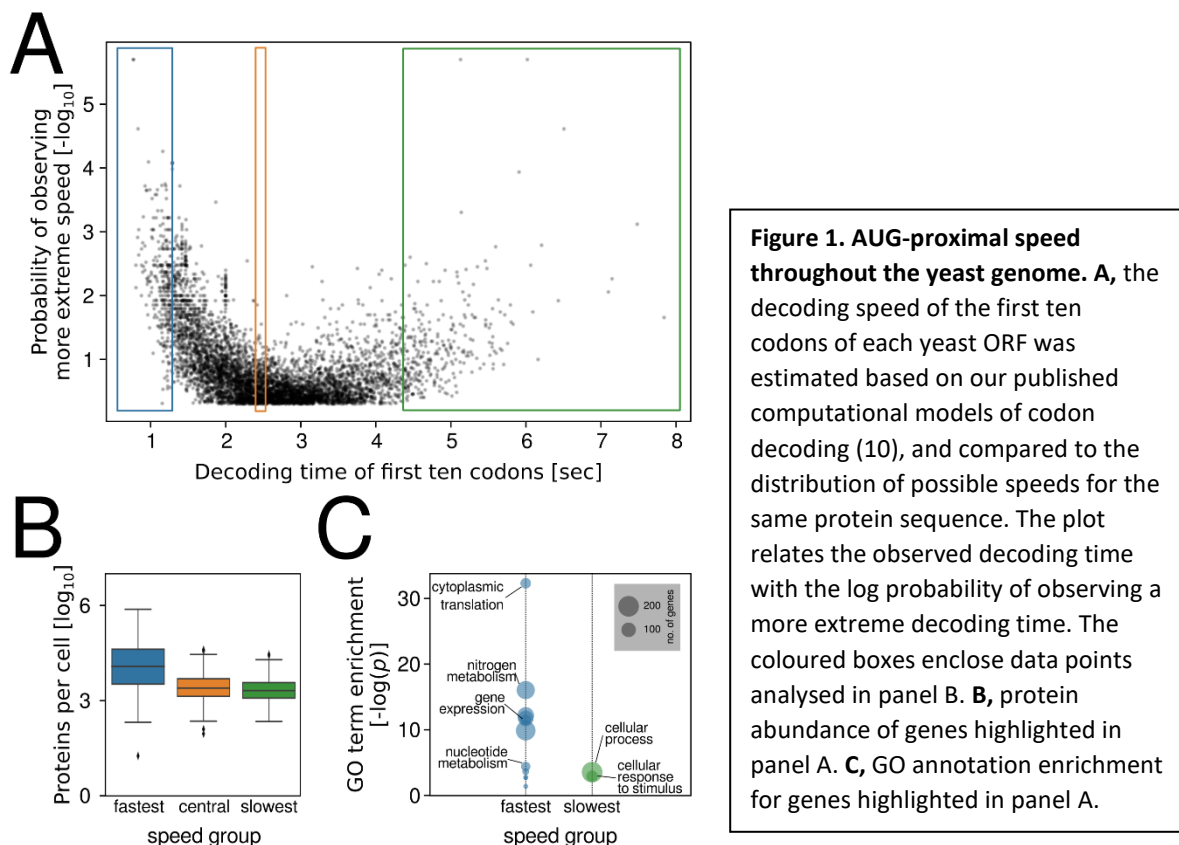 A
Probability of observing
more extreme speed [-log10]
5
4
3
2
1
1 2 3 4 5 6 7 8
Decoding time of first ten codons [sec]
B
Proteins per cell [log10]
6
3
0
fastest central slowest
speed group
C
GO term enrichment
[-log(p)]
30
20
10
0
cytoplasmic
translation
nitrogen
metabolism
gene
expression
nucleotide
metabolism
cellular
process
cellular
response
to stimulus
200
100
no. of genes
fastest slowest
speed group
Figure 1. AUG-proximal speed
throughout the yeast genome. A, the
decoding speed of the first ten
codons of each yeast ORF was
estimated based on our published
computational models of codon
decoding (10), and compared to the
distribution of possible speeds for the
same protein sequence. The plot
relates the observed decoding time
with the log probability of observing a
more extreme decoding time. The
coloured boxes enclose data points
analysed in panel B. B, protein
abundance of genes highlighted in
panel A. C, GO annotation enrichment
for genes highlighted in panel A.